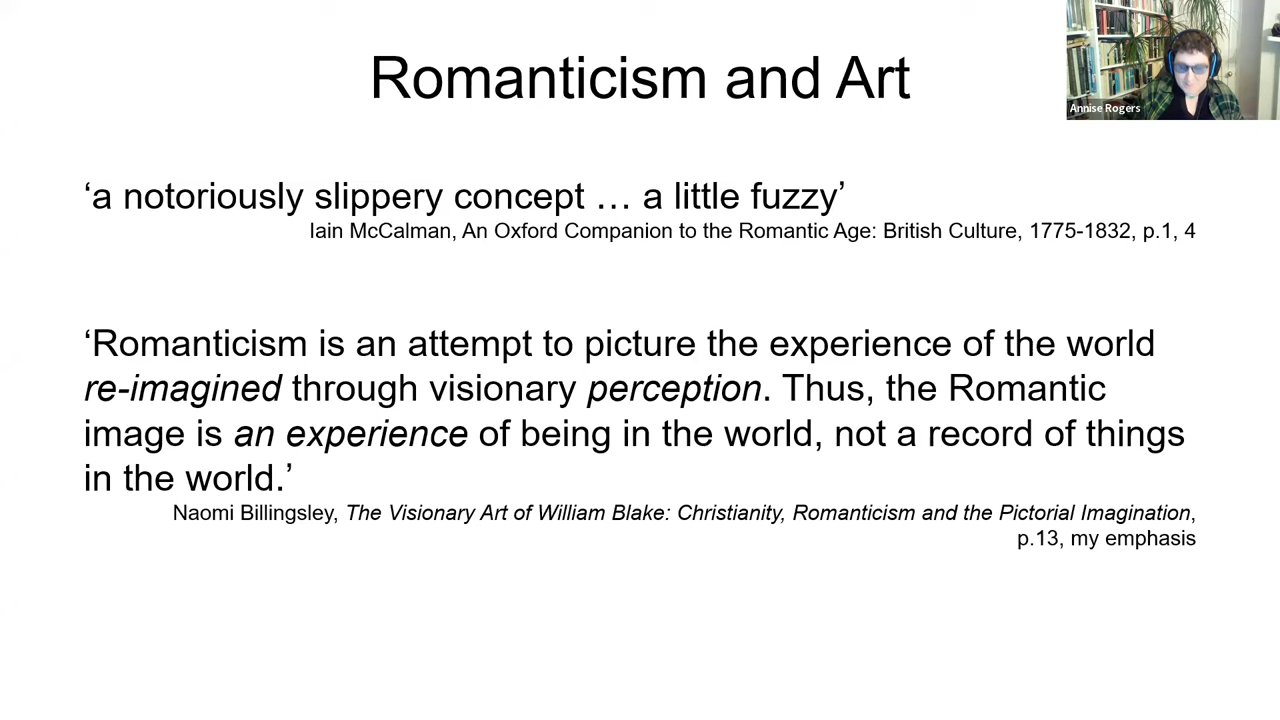 Romanticism and Art
Annise Rogers
‘a notoriously slippery concept … a little fuzzy’
Iain McCalman, An Oxford Companion to the Romantic Age: British Culture, 1775-1832, p.1, 4
‘Romanticism is an attempt to picture the experience of the world
re-imagined through visionary perception. Thus, the Romantic
image is an experience of being in the world, not a record of things
in the world.’
Naomi Billingsley, The Visionary Art of William Blake: Christianity, Romanticism and the Pictorial Imagination,
p.13, my emphasis